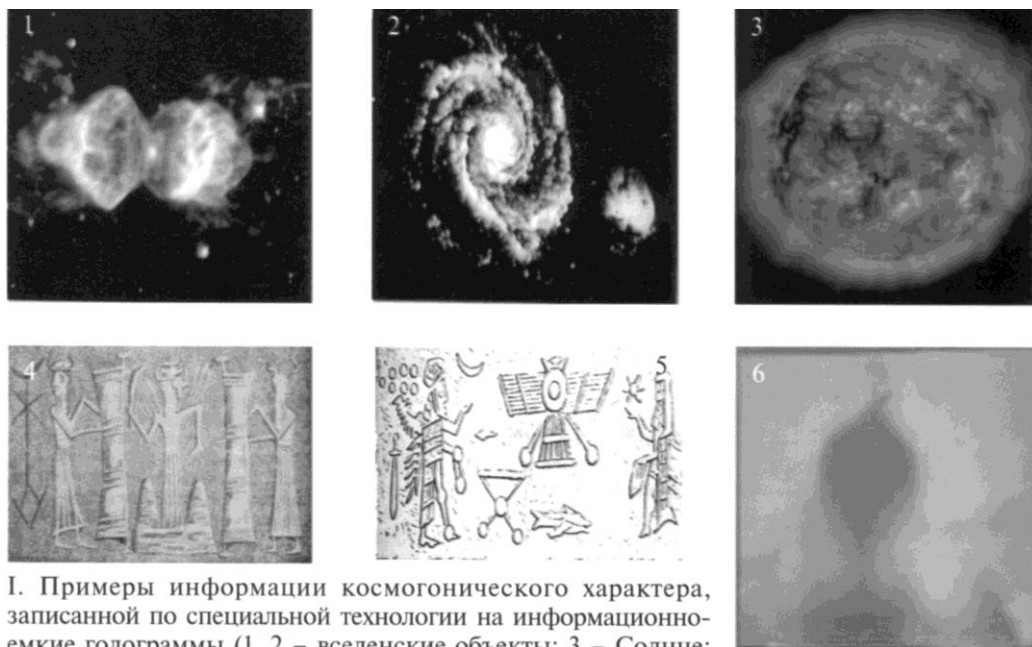 1
2
3
4
5
6
I. Примеры информации космогонического характера,
записанной по специальной технологии на информационно-
емкие голограммы (1, 2 – вселенские объекты; 3 – Солнце;